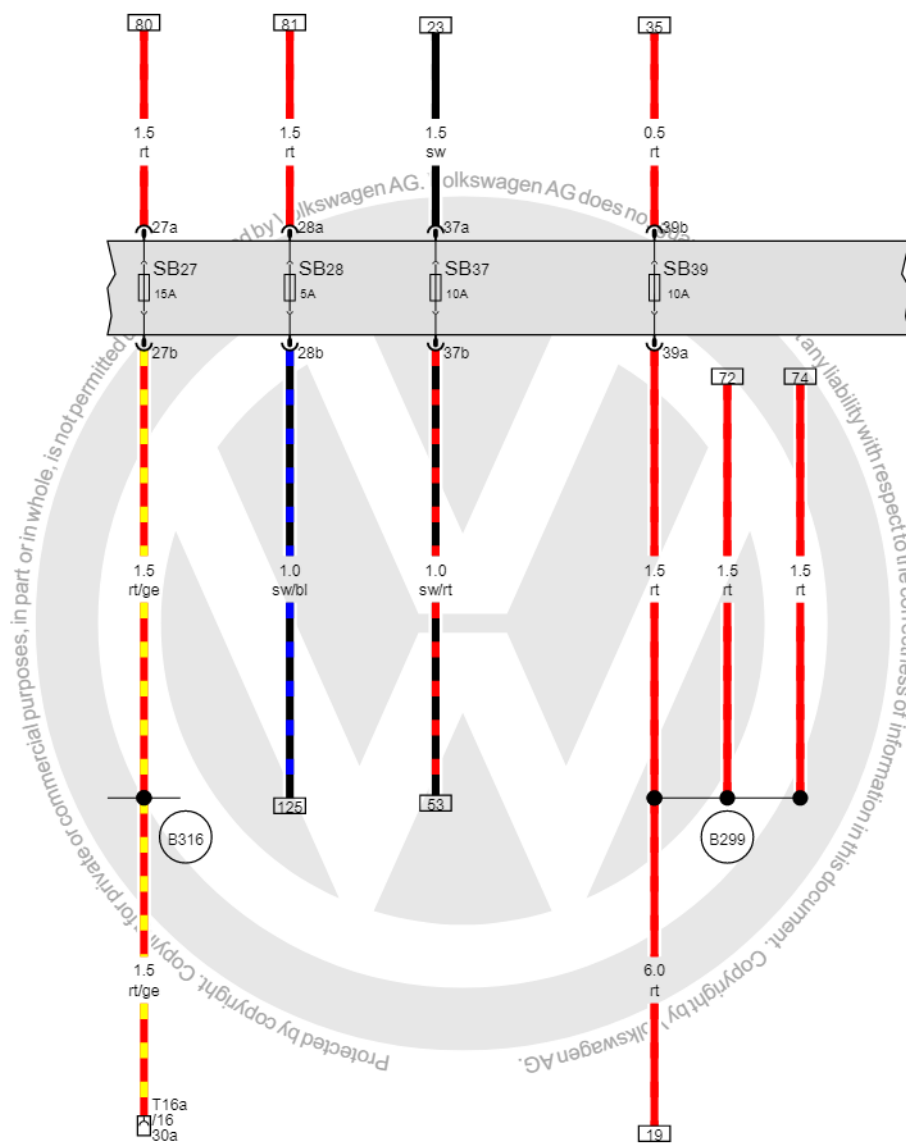 80 81 23 35
1.5 1.5 1.5 0.5
rt rt sw rt
27a 28a 37a 39b
SB27 SB28 SB37 SB39
15A 5A 10A 10A
27b 28b 37b 39a
72 74
1.5 1.0 1.0 1.5 1.5 1.5
rt/ge sw/bl sw/rt rt rt rt
125 53
B316 B299
1.5 6.0
rt/ge rt
T16a
/16
30a
19
Protected by copyright. Copying for private or commercial purposes, in part or in whole, is not permitted
by Volkswagen AG. Volkswagen AG does no
any liability with respect to the correctness of information in this document. Copyright by Volkswagen AG.